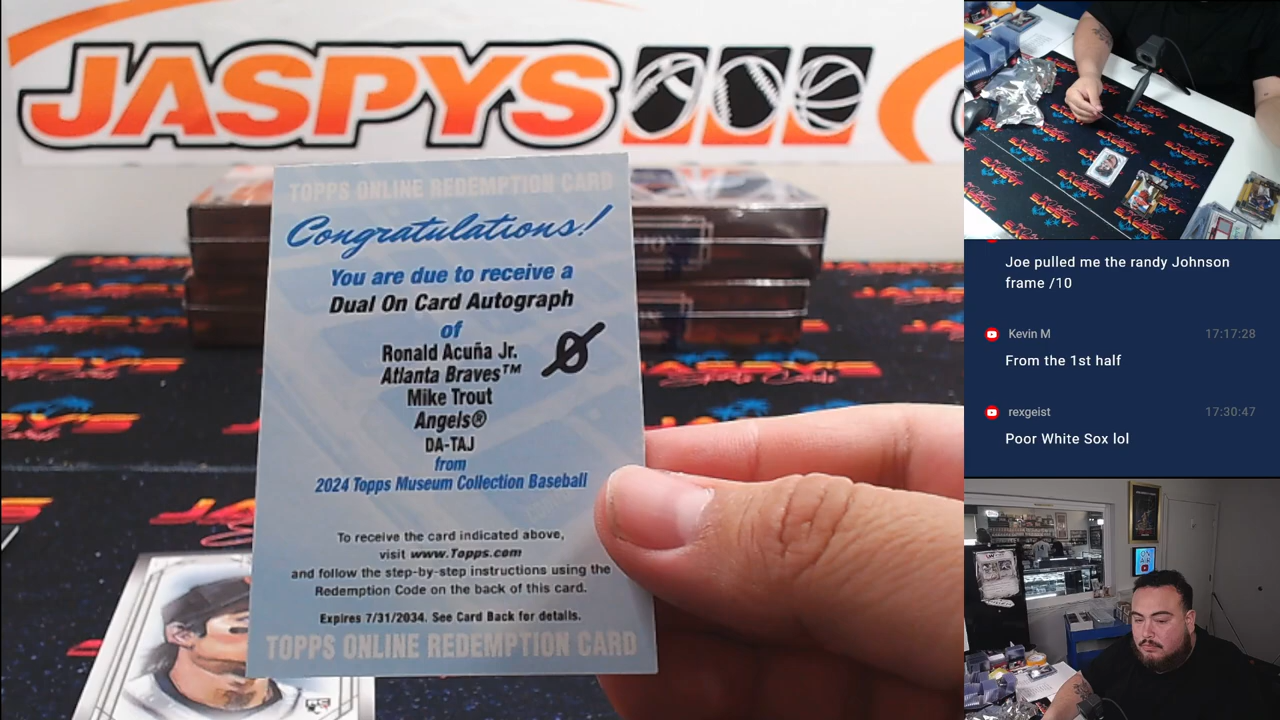 JASPYS
TOPPS ONLINE REDEMPTION CARD
Congratulations!
You are due to receive a
Dual On Card Autograph
of
Ronald Acuña Jr.
Atlanta Braves™
Mike Trout
Angels®
DA-TAJ
from
2024 Topps Museum Collection Baseball
To receive the card indicated above,
visit www.Topps.com
and follow the step-by-step instructions using the
Redemption Code on the back of this card.
Expires 7/31/2034. See Card Back for details.
TOPPS ONLINE REDEMPTION CARD
Joe pulled me the randy Johnson
frame /10
Kevin M 17:17:28
From the 1st half
rexgeist 17:30:47
Poor White Sox lol